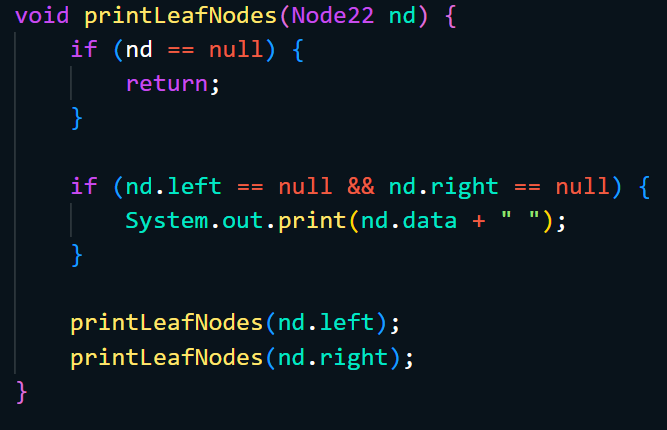 void printLeafNodes(Node22 nd) {
    if (nd == null) {
        return;
    }

    if (nd.left == null && nd.right == null) {
        System.out.print(nd.data + " ");
    }

    printLeafNodes(nd.left);
    printLeafNodes(nd.right);
}